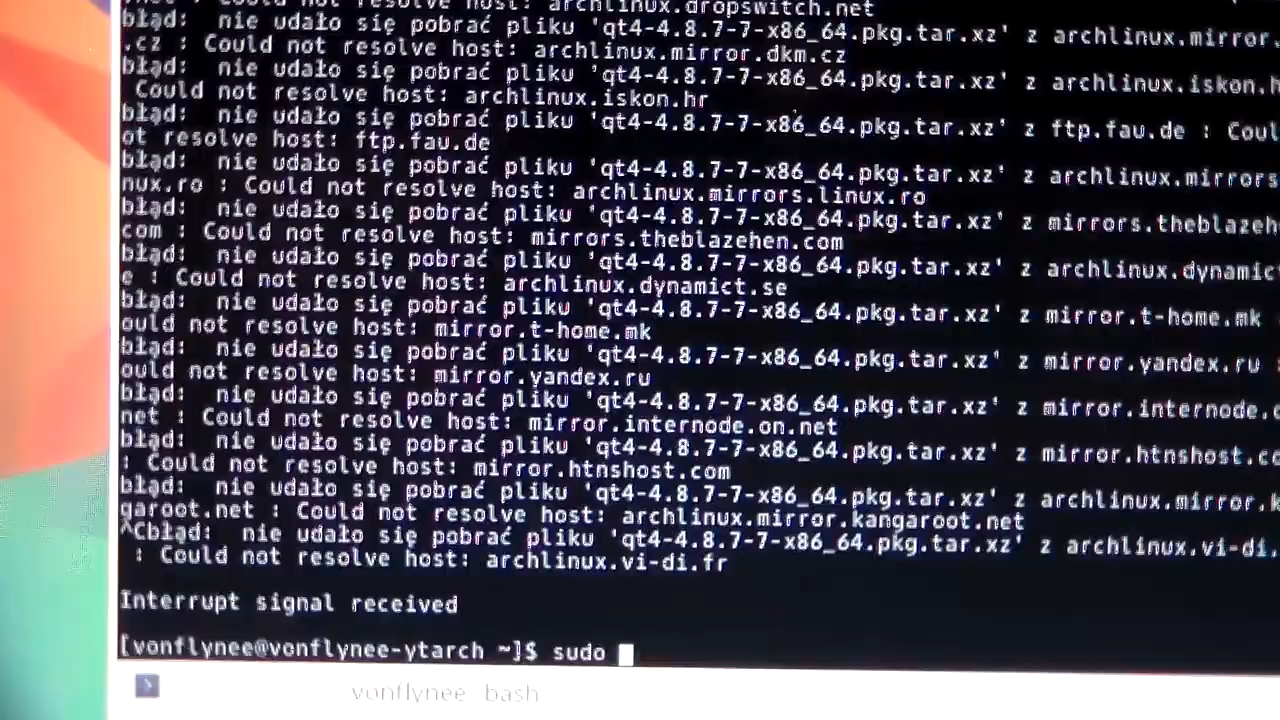 resolve host: archlinux.dropswitch.net
błąd:  nie udało się pobrać pliku 'qt4-4.8.7-7-x86_64.pkg.tar.xz' z archlinux.mirror.
.cz : Could not resolve host: archlinux.mirror.dkm.cz
błąd:  nie udało się pobrać pliku 'qt4-4.8.7-7-x86_64.pkg.tar.xz' z archlinux.iskon.h
 Could not resolve host: archlinux.iskon.hr
błąd:  nie udało się pobrać pliku 'qt4-4.8.7-7-x86_64.pkg.tar.xz' z ftp.fau.de : Coul
ot resolve host: ftp.fau.de
błąd:  nie udało się pobrać pliku 'qt4-4.8.7-7-x86_64.pkg.tar.xz' z archlinux.mirrors
nux.ro : Could not resolve host: archlinux.mirrors.linux.ro
błąd:  nie udało się pobrać pliku 'qt4-4.8.7-7-x86_64.pkg.tar.xz' z mirrors.theblazeh
com : Could not resolve host: mirrors.theblazehen.com
błąd:  nie udało się pobrać pliku 'qt4-4.8.7-7-x86_64.pkg.tar.xz' z archlinux.dynamic
e : Could not resolve host: archlinux.dynamict.se
błąd:  nie udało się pobrać pliku 'qt4-4.8.7-7-x86_64.pkg.tar.xz' z mirror.t-home.mk
ould not resolve host: mirror.t-home.mk
błąd:  nie udało się pobrać pliku 'qt4-4.8.7-7-x86_64.pkg.tar.xz' z mirror.yandex.ru :
ould not resolve host: mirror.yandex.ru
błąd:  nie udało się pobrać pliku 'qt4-4.8.7-7-x86_64.pkg.tar.xz' z mirror.internode.o
net : Could not resolve host: mirror.internode.on.net
błąd:  nie udało się pobrać pliku 'qt4-4.8.7-7-x86_64.pkg.tar.xz' z mirror.htnshost.co
: Could not resolve host: mirror.htnshost.com
błąd:  nie udało się pobrać pliku 'qt4-4.8.7-7-x86_64.pkg.tar.xz' z archlinux.mirror.k
garoot.net : Could not resolve host: archlinux.mirror.kangaroot.net
^Cbłąd:  nie udało się pobrać pliku 'qt4-4.8.7-7-x86_64.pkg.tar.xz' z archlinux.vi-di.
 : Could not resolve host: archlinux.vi-di.fr
Interrupt signal received
[vonflynee@vonflynee-ytarch ~]$ sudo
vonflynee : bash